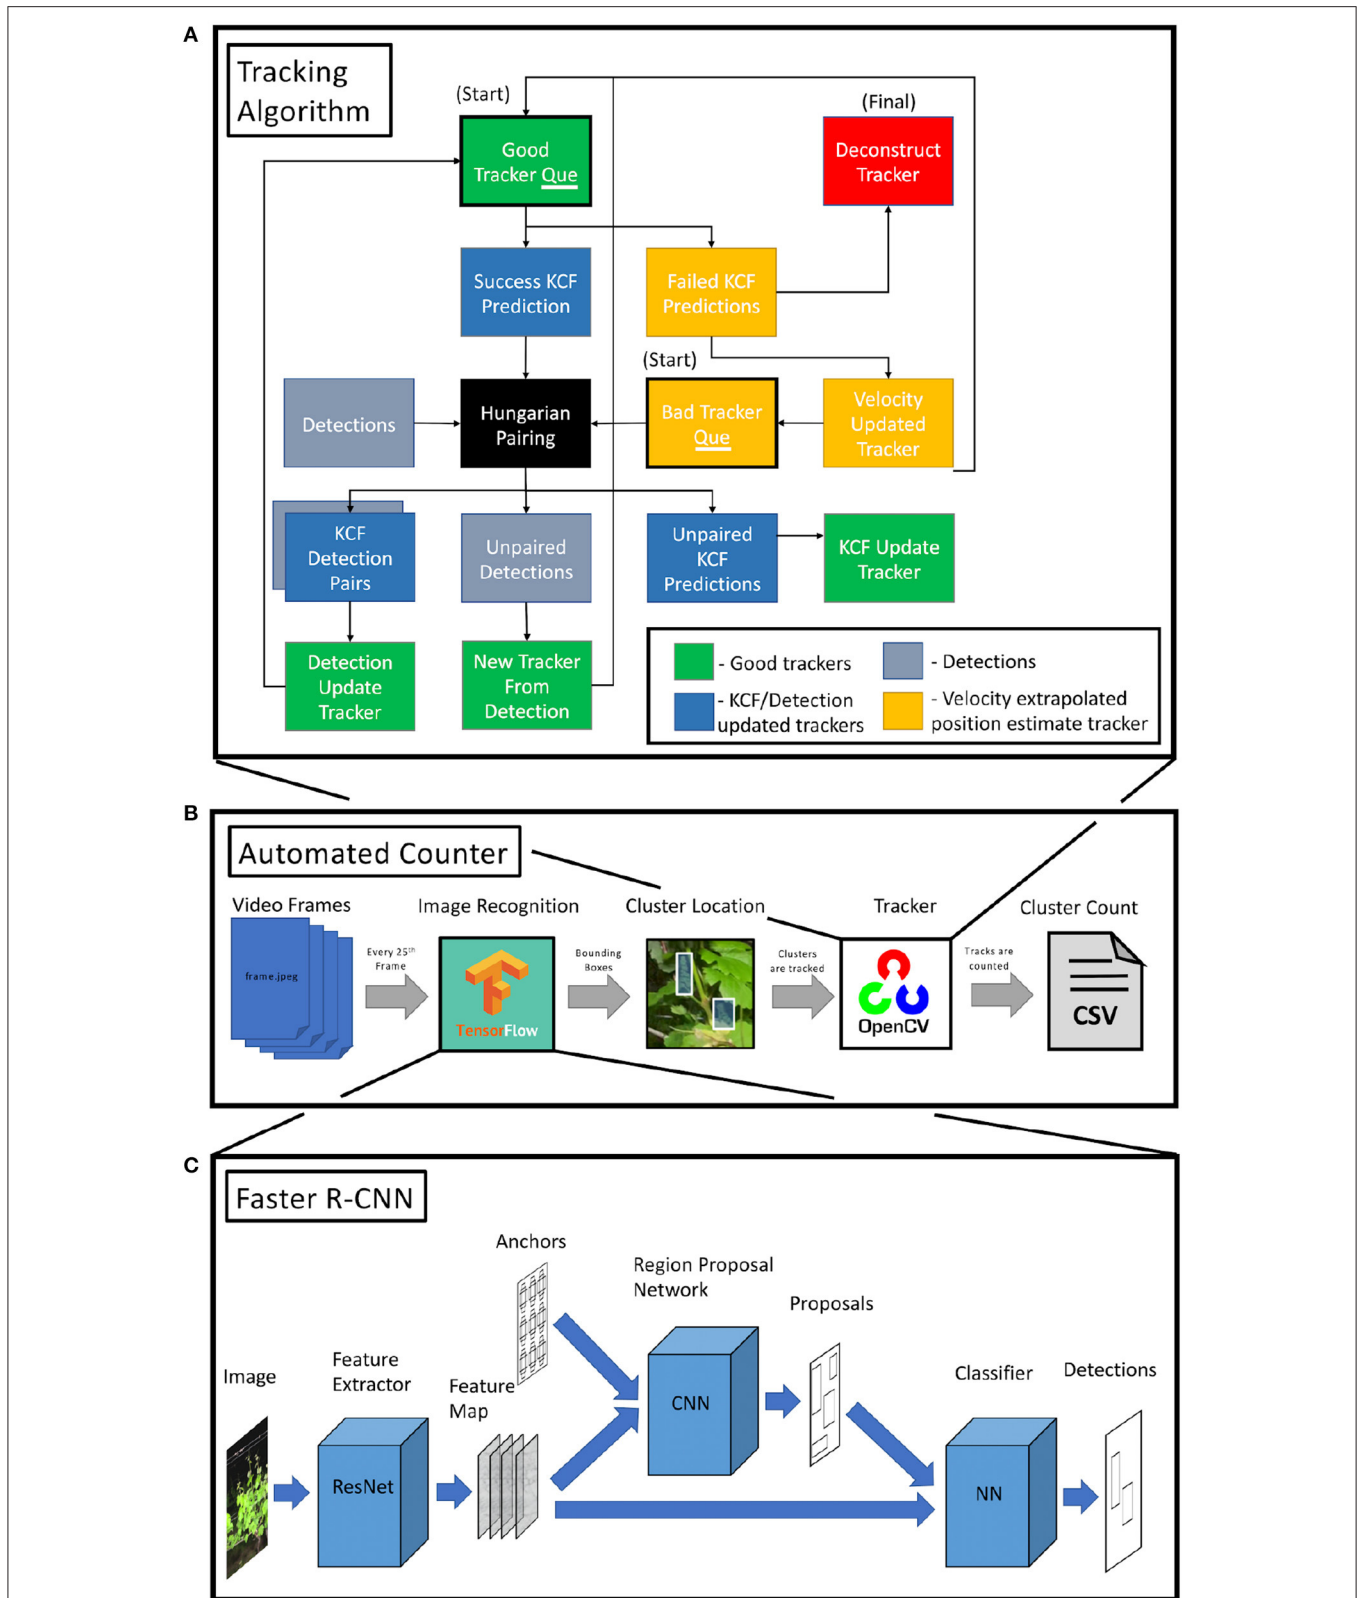 A
Tracking
Algorithm
(Start)
(Final)
Good
Tracker Que
Deconstruct
Tracker
Success KCF
Prediction
Failed KCF
Predictions
(Start)
Detections
Hungarian
Pairing
Bad Tracker
Que
Velocity
Updated
Tracker
KCF
Detection
Pairs
Unpaired
Detections
Unpaired
KCF
Predictions
KCF Update
Tracker
Detection
Update
Tracker
New Tracker
From
Detection
- Good trackers
- Detections
- KCF/Detection
updated trackers
- Velocity extrapolated
position estimate tracker
B
Automated Counter
Video Frames
Image Recognition
Cluster Location
Tracker
Cluster Count
frame.jpeg
Every 25th
Frame
TensorFlow
Bounding
Boxes
Clusters
are tracked
OpenCV
Tracks are
counted
CSV
C
Faster R-CNN
Anchors
Region Proposal
Network
Proposals
Image
Feature
Extractor
Feature
Map
Classifier
Detections
ResNet
CNN
NN